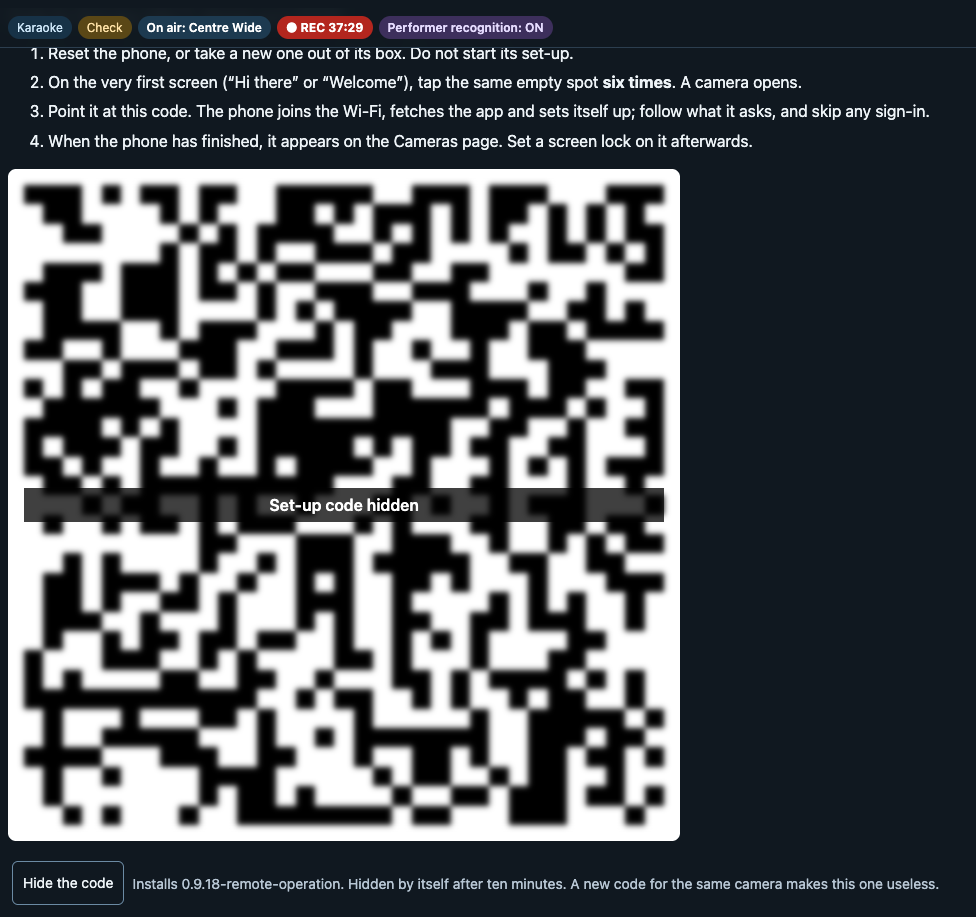 Karaoke
Check
On air: Centre Wide
REC 37:29
Performer recognition: ON
1. Reset the phone, or take a new one out of its box. Do not start its set-up.
2. On the very first screen (“Hi there” or “Welcome”), tap the same empty spot six times. A camera opens.
3. Point it at this code. The phone joins the Wi-Fi, fetches the app and sets itself up; follow what it asks, and skip any sign-in.
4. When the phone has finished, it appears on the Cameras page. Set a screen lock on it afterwards.
Set-up code hidden
Hide the code
Installs 0.9.18-remote-operation. Hidden by itself after ten minutes. A new code for the same camera makes this one useless.